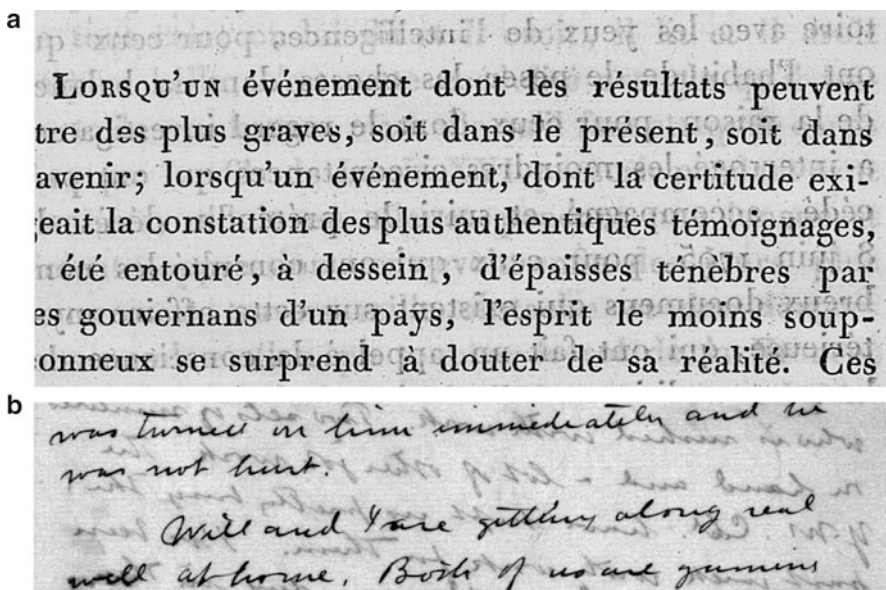 a
LORSQU'UN événement dont les résultats peuvent
tre des plus graves, soit dans le présent, soit dans
avenir; lorsqu'un événement, dont la certitude exi-
geait la constation des plus authentiques témoignages,
été entouré, à dessein, d'épaisses ténèbres par
es gouvernans d'un pays, l'esprit le moins soup-
onneux se surprend à douter de sa réalité. Ces
b
was turned on him immediately and he
was not hurt.
Will and I are getting along real
well at home. Both of us are